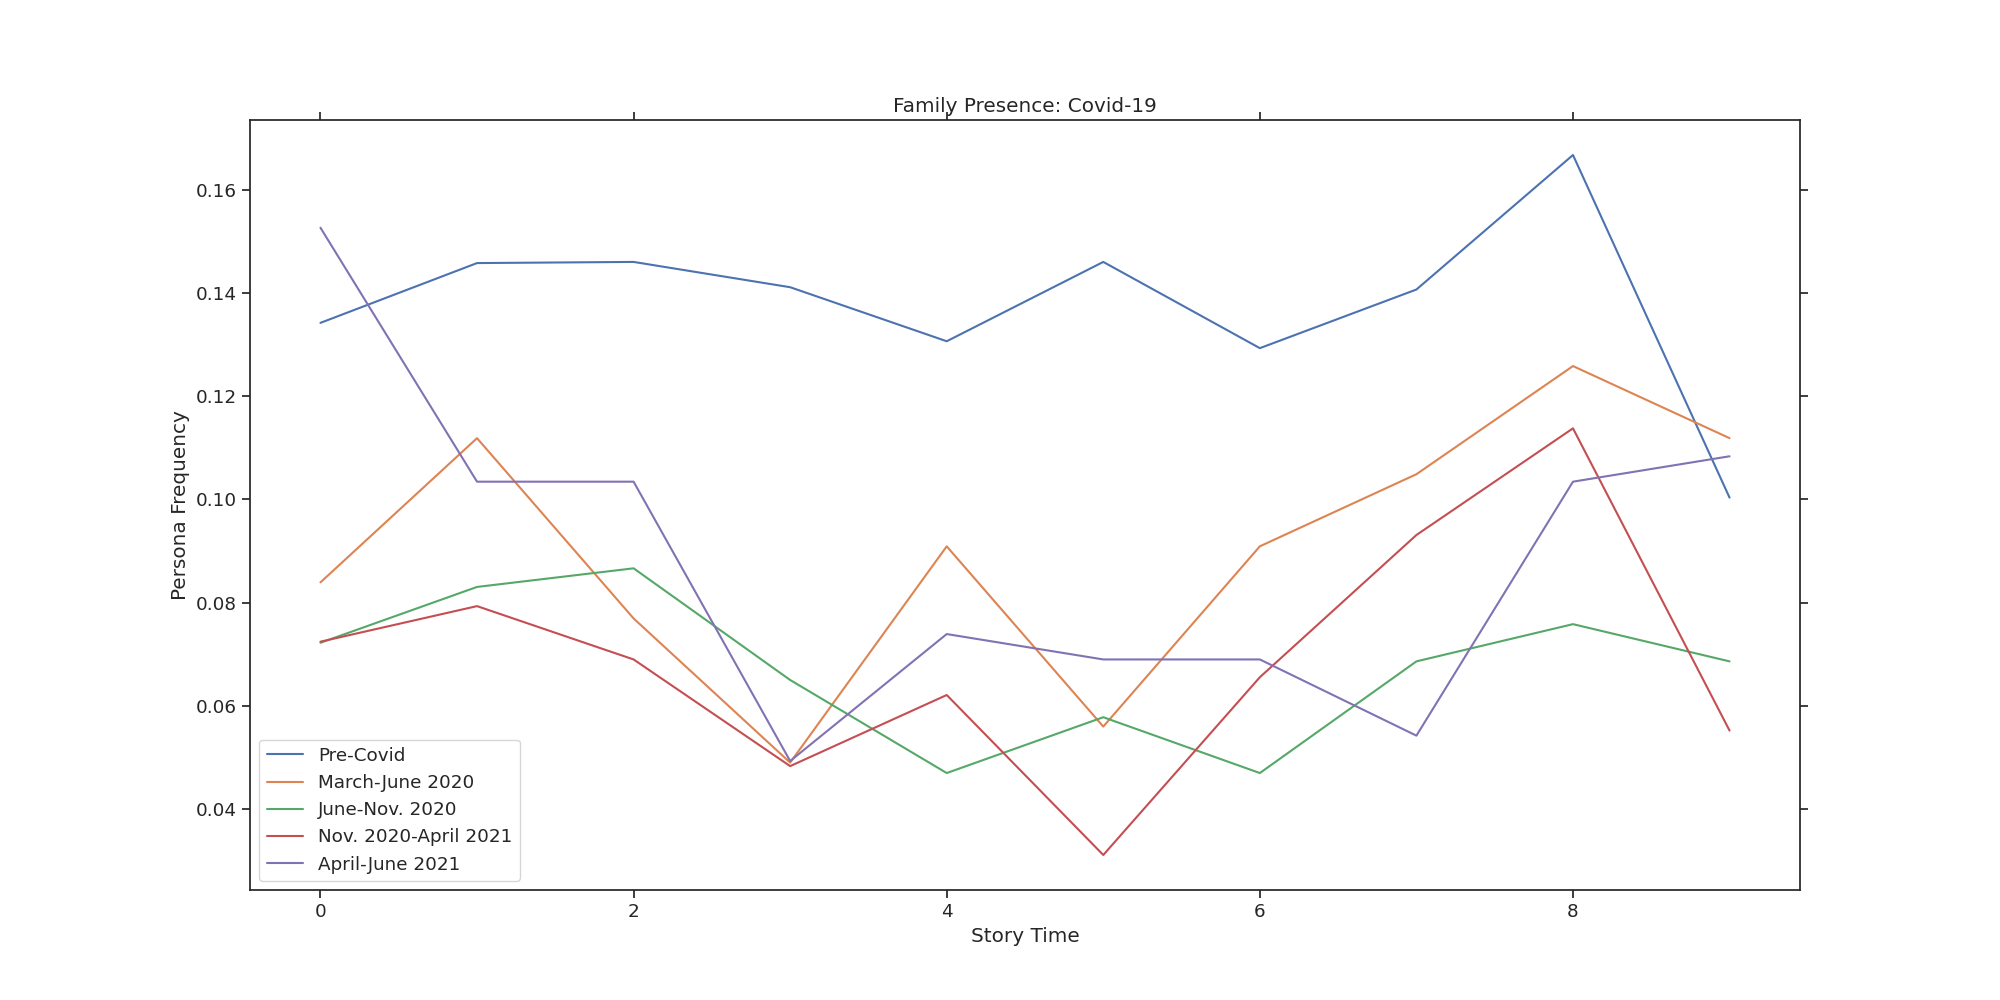 Family Presence: Covid-19
0.16
0.14
0.12
0.10
0.08
0.06
0.04
Persona Frequency
Pre-Covid
March-June 2020
June-Nov. 2020
Nov. 2020-April 2021
April-June 2021
0 2 4 6 8
Story Time